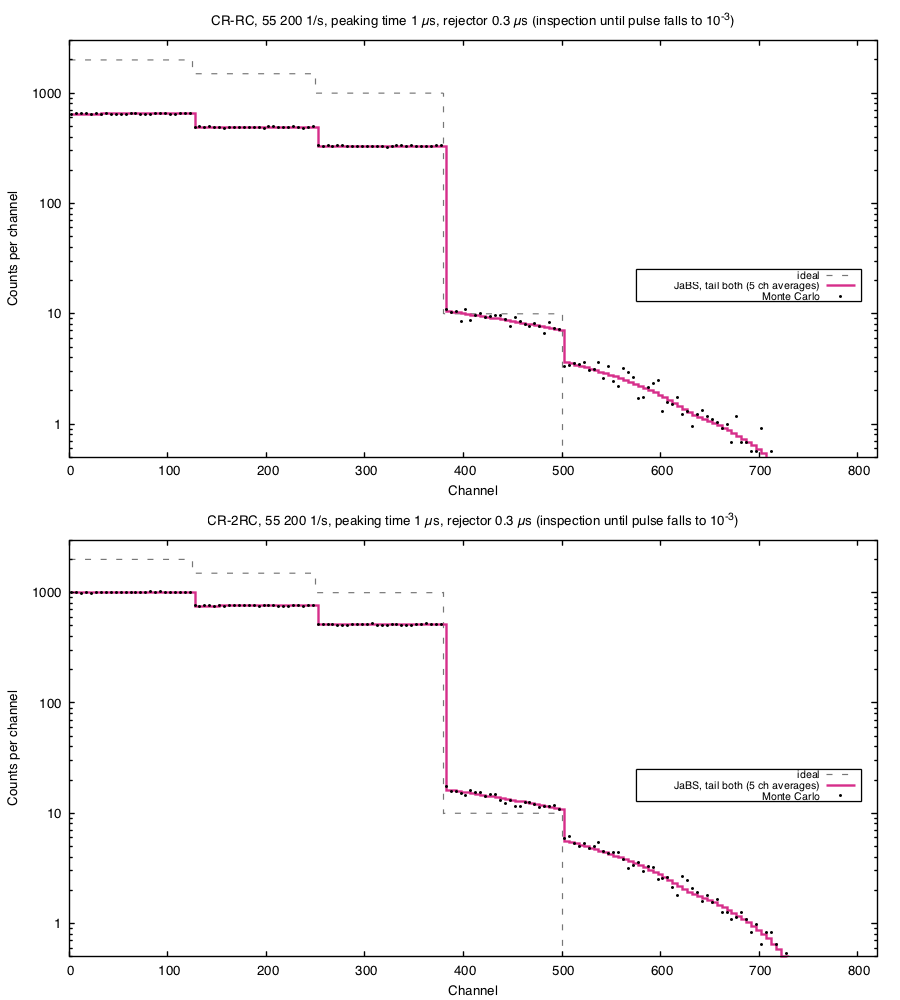 CR-RC, 55 200 1/s, peaking time 1 µs, rejector 0.3 µs (inspection until pulse falls to 10⁻³)
Counts per channel
1000
100
10
1
ideal
JaBS, tail both (5 ch averages)
Monte Carlo
0 100 200 300 400 500 600 700 800
Channel
CR-2RC, 55 200 1/s, peaking time 1 µs, rejector 0.3 µs (inspection until pulse falls to 10⁻³)
Counts per channel
1000
100
10
1
ideal
JaBS, tail both (5 ch averages)
Monte Carlo
0 100 200 300 400 500 600 700 800
Channel